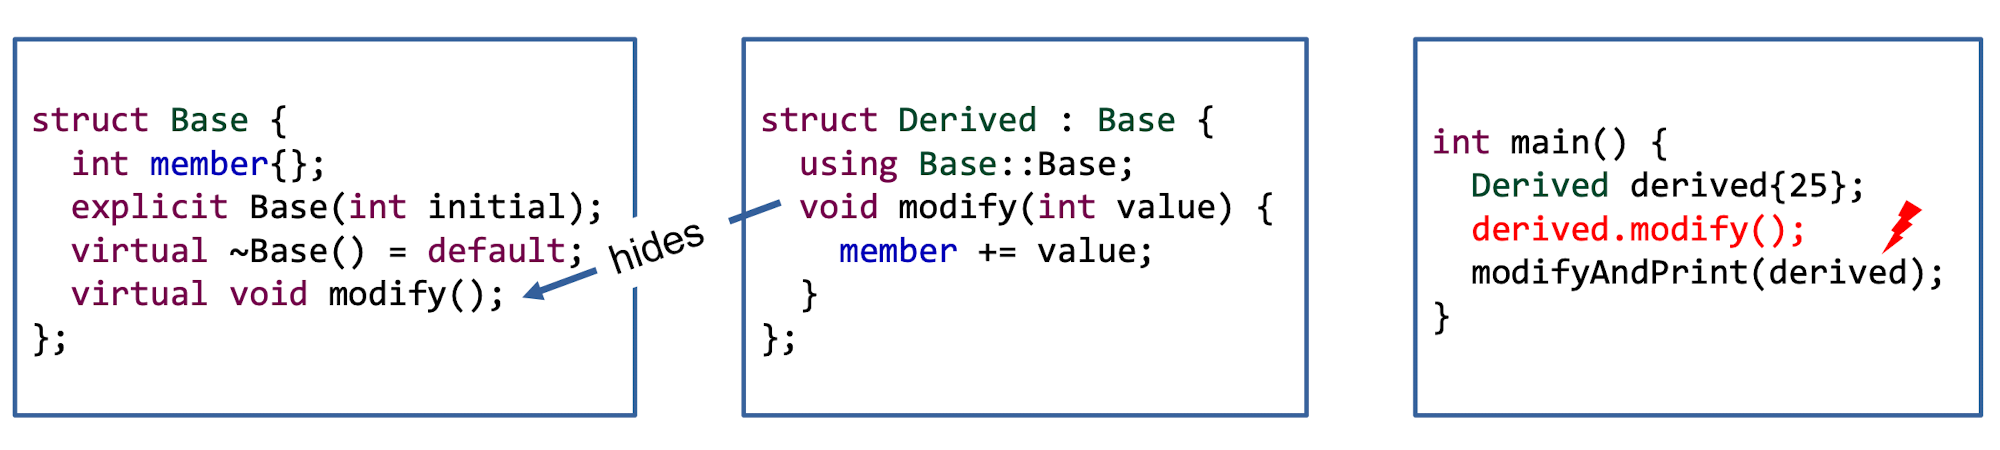 struct Base {
  int member{};
  explicit Base(int initial);
  virtual ~Base() = default;
  virtual void modify();
};
hides
struct Derived : Base {
  using Base::Base;
  void modify(int value) {
    member += value;
  }
};
int main() {
  Derived derived{25};
  derived.modify();
  modifyAndPrint(derived);
}